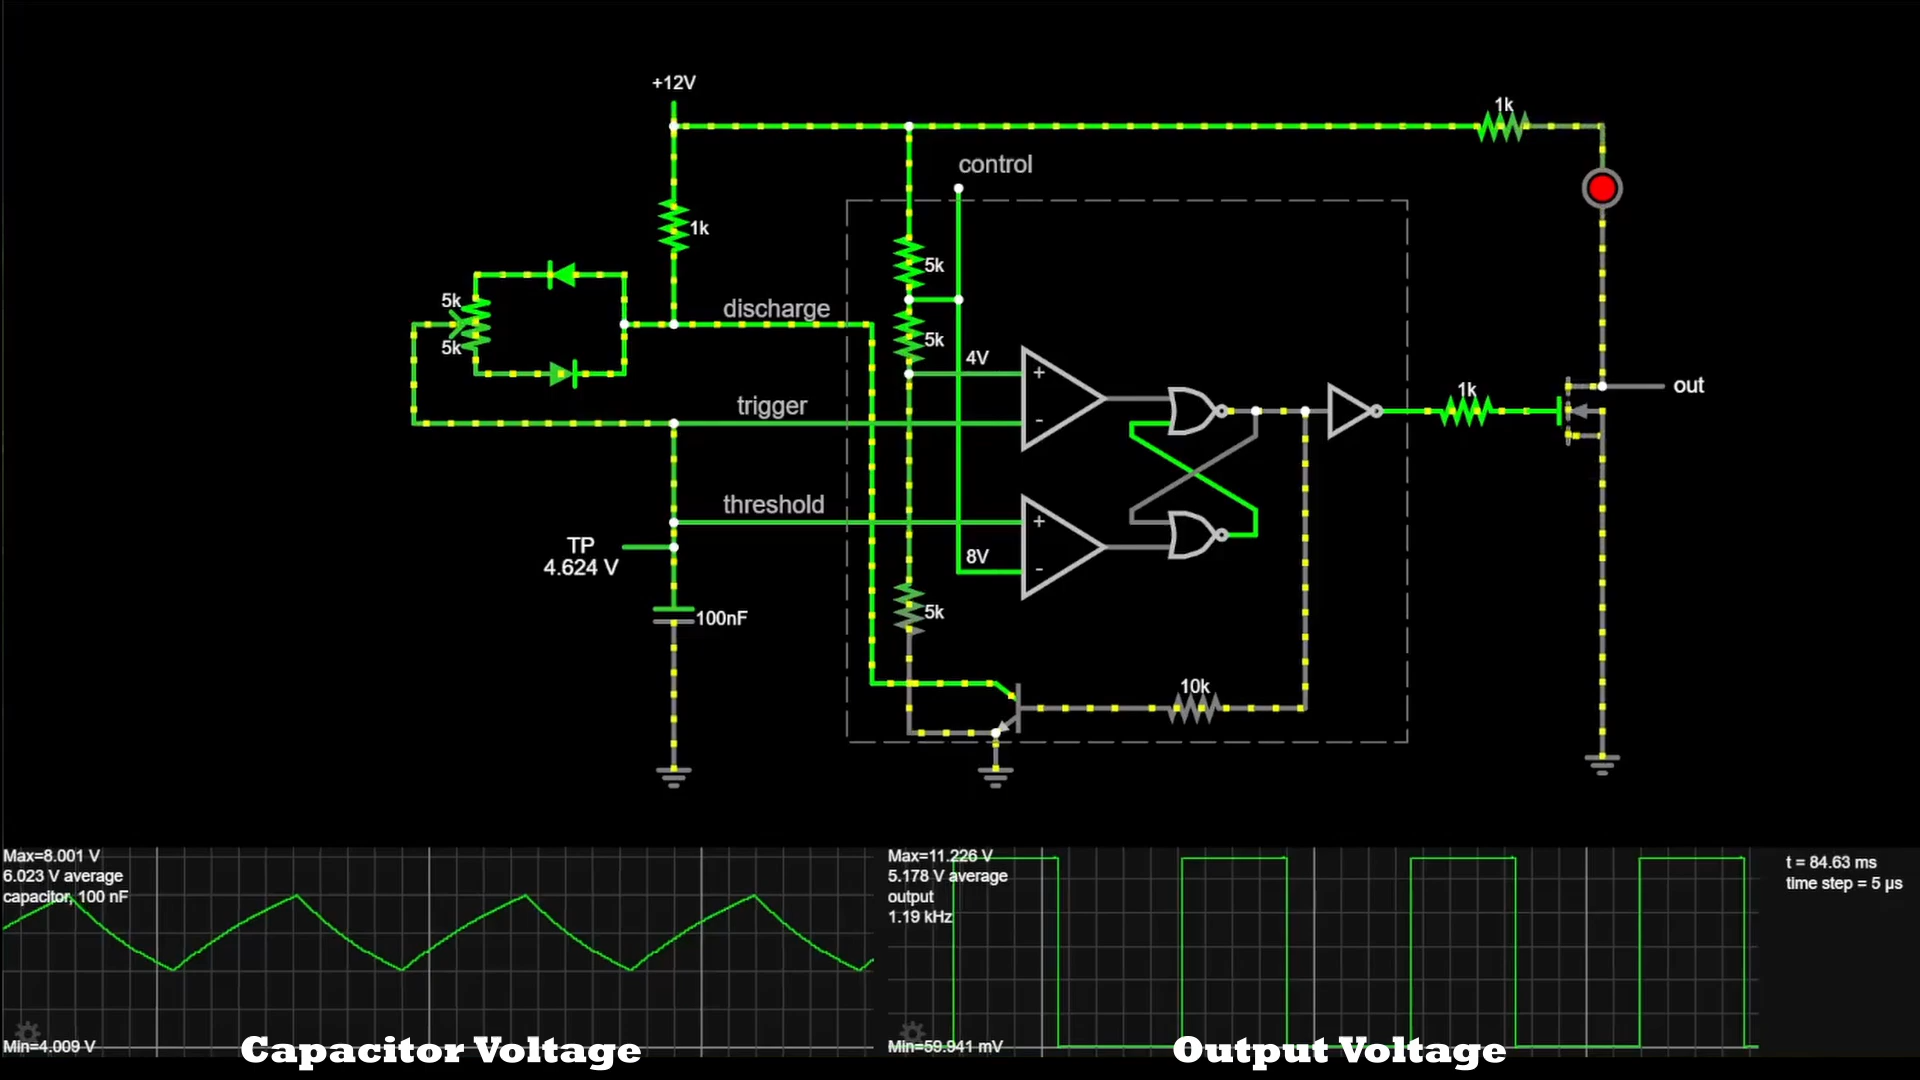 +12V
1k
control
1k
5k
5k
discharge
5k
5k
4V
+
trigger
-
out
1k
threshold
+
TP
4.624 V
8V
-
5k
100nF
10k
Max=8.001 V
6.023 V average
capacitor, 100 nF
Min=4.009 V
Capacitor Voltage
Max=11.226 V
5.178 V average
output
1.19 kHz
Min=59.941 mV
Output Voltage
t = 84.63 ms
time step = 5 µs